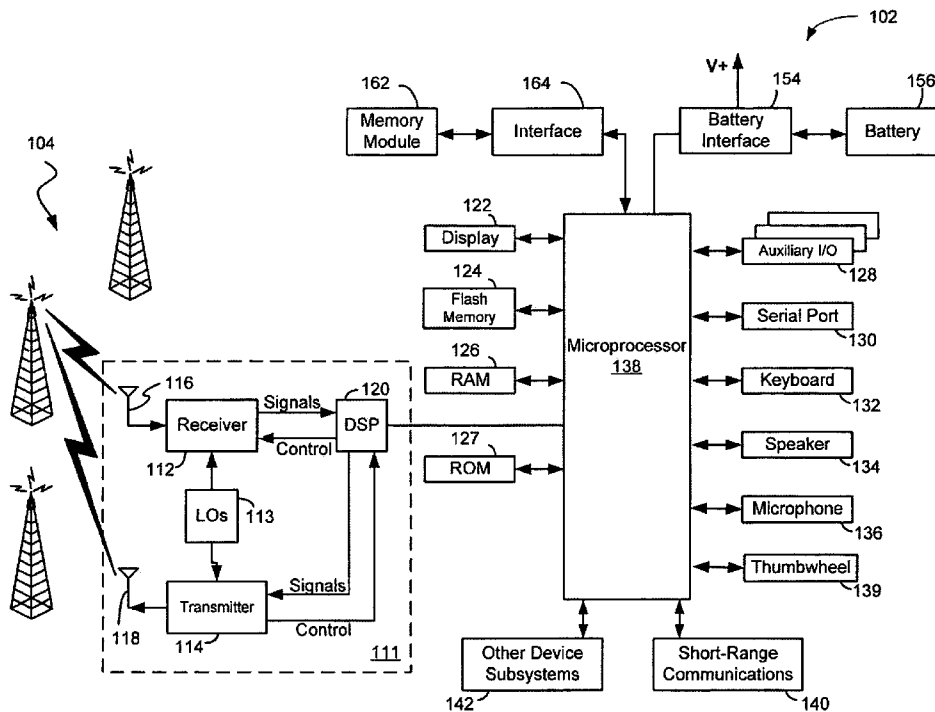 102
V+
162
164
154
156
Memory
Module
Interface
Battery
Interface
Battery
104
122
Display
Auxiliary I/O
128
124
Flash
Memory
Serial Port
130
Microprocessor
138
116
126
RAM
Keyboard
132
120
Signals
Receiver
DSP
Control
112
127
ROM
Speaker
134
LOs
113
Microphone
136
Signals
Thumbwheel
139
Transmitter
118
114
Control
111
Other Device
Subsystems
142
Short-Range
Communications
140